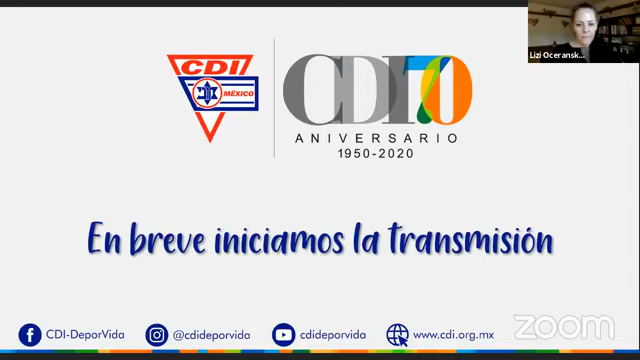 Lizi Oceransk...
CDI
MÉXICO
CDI70
ANIVERSARIO
1950-2020
En breve iniciamos la transmisión
CDI-DeporVida
@cdideporvida
cdideporvida
www.cdi.org.mx
zoom